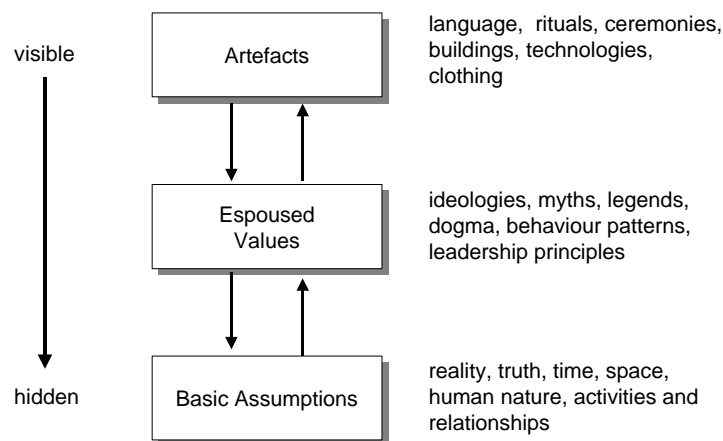 visible
Artefacts
language, rituals, ceremonies,
buildings, technologies,
clothing
Espoused
Values
ideologies, myths, legends,
dogma, behaviour patterns,
leadership principles
hidden
Basic Assumptions
reality, truth, time, space,
human nature, activities and
relationships